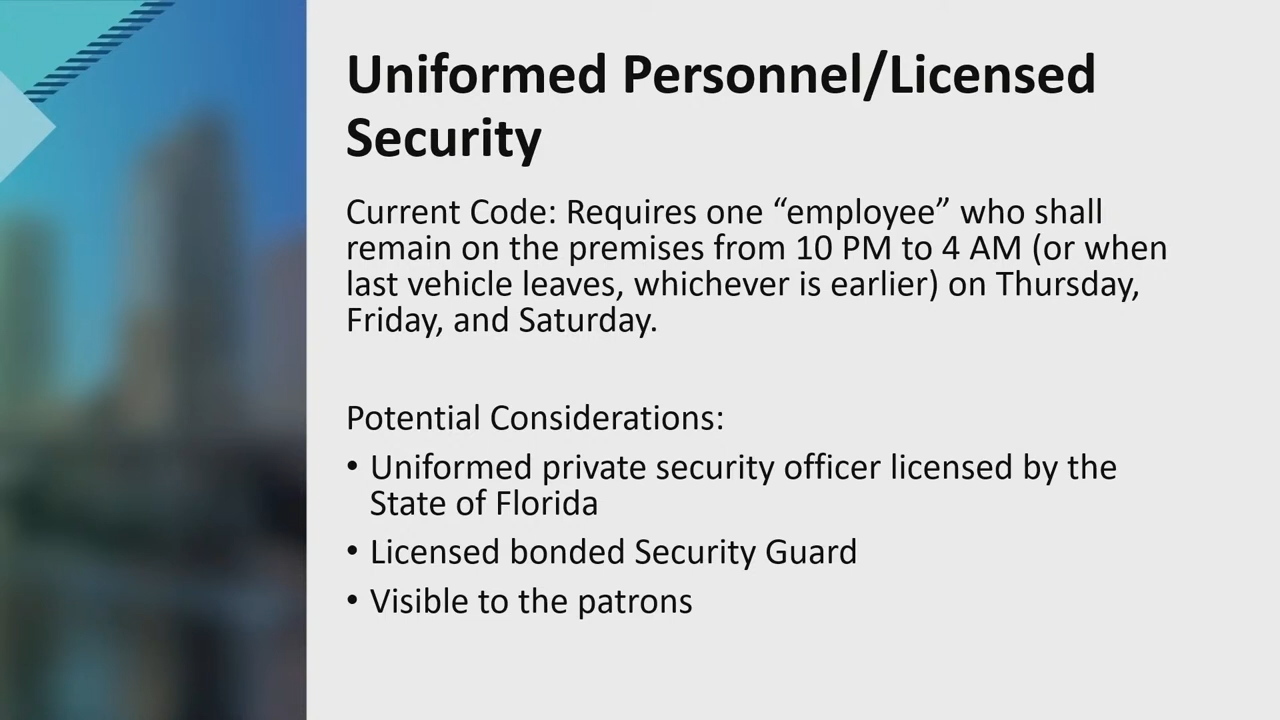 Uniformed Personnel/Licensed
Security
Current Code: Requires one “employee” who shall
remain on the premises from 10 PM to 4 AM (or when
last vehicle leaves, whichever is earlier) on Thursday,
Friday, and Saturday.
Potential Considerations:
• Uniformed private security officer licensed by the
State of Florida
• Licensed bonded Security Guard
• Visible to the patrons